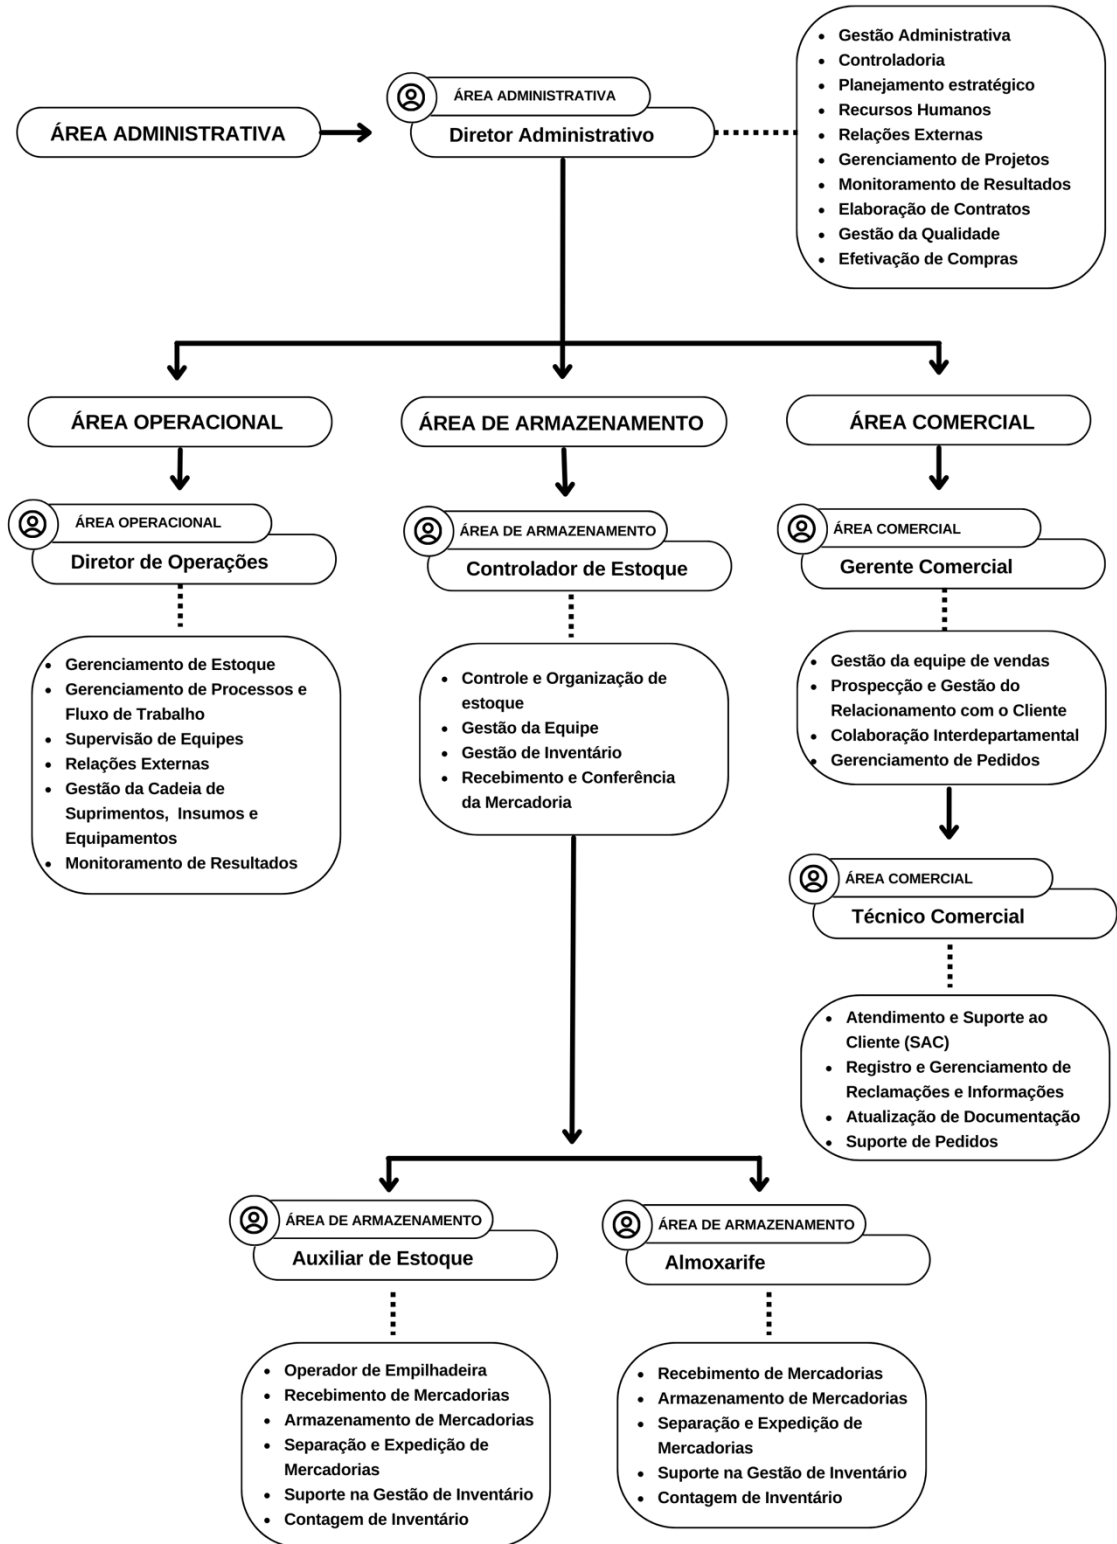 ÁREA ADMINISTRATIVA
ÁREA ADMINISTRATIVA
Diretor Administrativo
• Gestão Administrativa
• Controladoria
• Planejamento estratégico
• Recursos Humanos
• Relações Externas
• Gerenciamento de Projetos
• Monitoramento de Resultados
• Elaboração de Contratos
• Gestão da Qualidade
• Efetivação de Compras
ÁREA OPERACIONAL
ÁREA OPERACIONAL
Diretor de Operações
• Gerenciamento de Estoque
• Gerenciamento de Processos e
Fluxo de Trabalho
• Supervisão de Equipes
• Relações Externas
• Gestão da Cadeia de
Suprimentos, Insumos e
Equipamentos
• Monitoramento de Resultados
ÁREA DE ARMAZENAMENTO
ÁREA DE ARMAZENAMENTO
Controlador de Estoque
• Controle e Organização de
estoque
• Gestão da Equipe
• Gestão de Inventário
• Recebimento e Conferência
da Mercadoria
ÁREA COMERCIAL
ÁREA COMERCIAL
Gerente Comercial
• Gestão da equipe de vendas
• Prospecção e Gestão do
Relacionamento com o Cliente
• Colaboração Interdepartamental
• Gerenciamento de Pedidos
ÁREA COMERCIAL
Técnico Comercial
• Atendimento e Suporte ao
Cliente (SAC)
• Registro e Gerenciamento de
Reclamações e Informações
• Atualização de Documentação
• Suporte de Pedidos
ÁREA DE ARMAZENAMENTO
Auxiliar de Estoque
• Operador de Empilhadeira
• Recebimento de Mercadorias
• Armazenamento de Mercadorias
• Separação e Expedição de
Mercadorias
• Suporte na Gestão de Inventário
• Contagem de Inventário
ÁREA DE ARMAZENAMENTO
Almoxarife
• Recebimento de Mercadorias
• Armazenamento de Mercadorias
• Separação e Expedição de
Mercadorias
• Suporte na Gestão de Inventário
• Contagem de Inventário